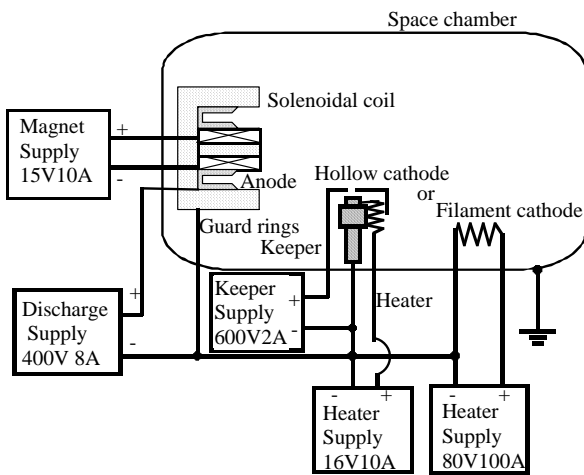 Space chamber
Solenoidal coil
Magnet
Supply
15V10A
+
-
Anode
Hollow cathode
or
Filament cathode
Guard rings
Keeper
Heater
Discharge
Supply
400V 8A
+
-
Keeper
Supply
600V2A
+
-
- +
Heater
Supply
16V10A
- +
Heater
Supply
80V100A